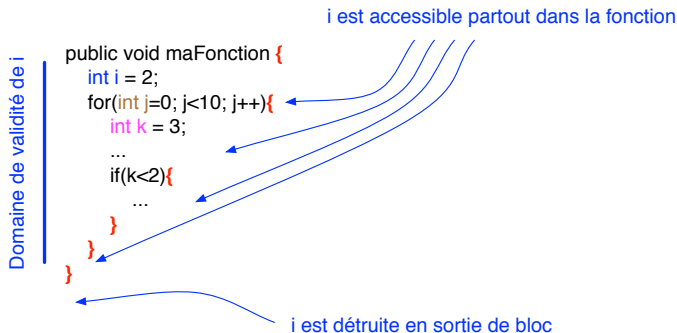 i est accessible partout dans la fonction
Domaine de validité de i
public void maFonction {
int i = 2;
for(int j=0; j<10; j++){
int k = 3;
...
if(k<2){
...
}
}
}
i est détruite en sortie de bloc